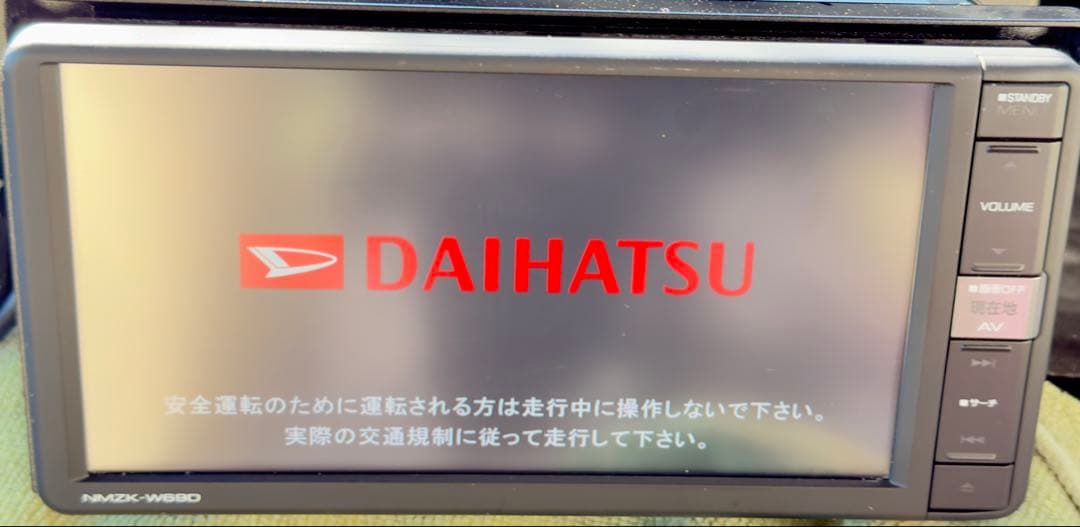 ■STANDBY
MENU
VOLUME
DAIHATSU
■画面OFF
現在地
AV
■サーチ
安全運転のために運転される方は走行中に操作しないで下さい。
実際の交通規制に従って走行して下さい。
NMZK-W69D